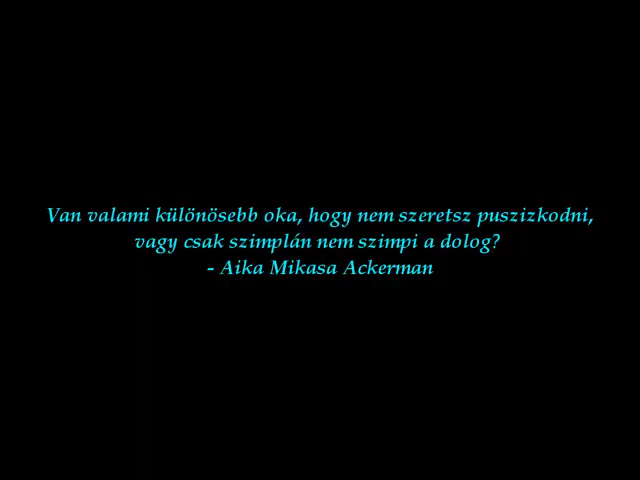 Van valami különösebb oka, hogy nem szeretsz puszizkodni,
vagy csak szimplán nem szimpi a dolog?
- Aika Mikasa Ackerman